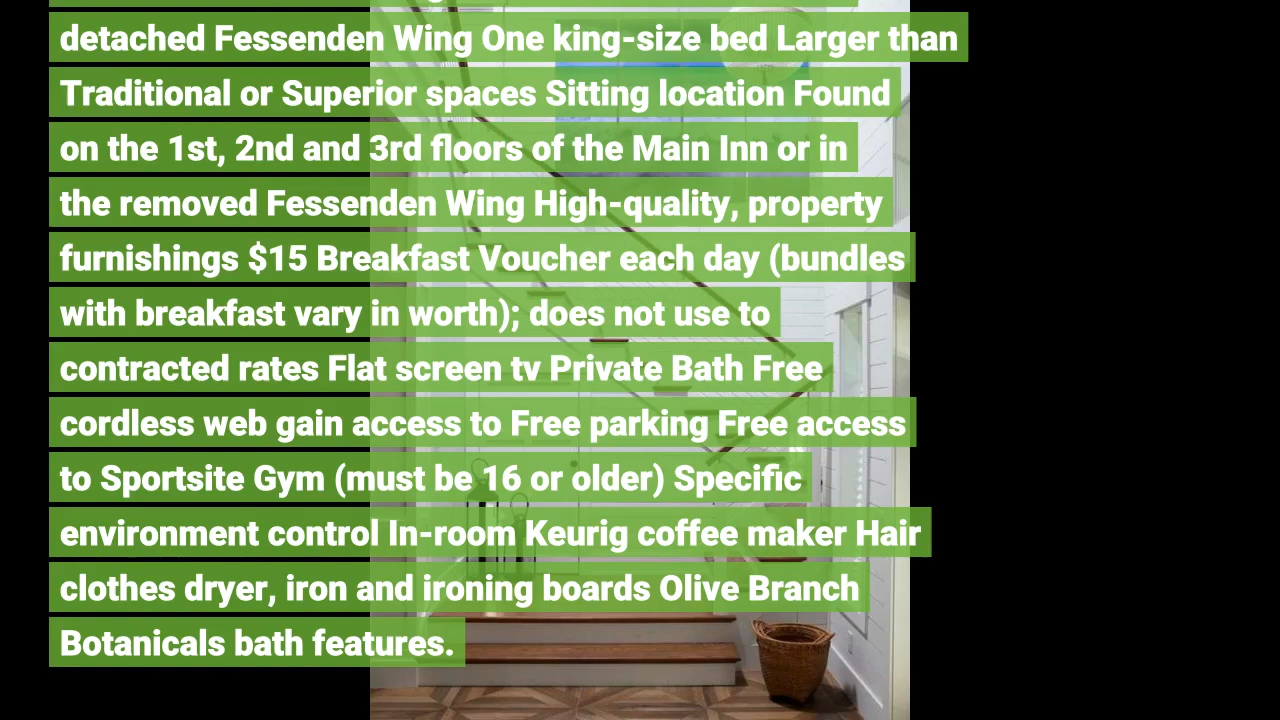 detached Fessenden Wing One king-size bed Larger than
Traditional or Superior spaces Sitting location Found
on the 1st, 2nd and 3rd floors of the Main Inn or in
the removed Fessenden Wing High-quality, property
furnishings $15 Breakfast Voucher each day (bundles
with breakfast vary in worth); does not use to
contracted rates Flat screen tv Private Bath Free
cordless web gain access to Free parking Free access
to Sportsite Gym (must be 16 or older) Specific
environment control In-room Keurig coffee maker Hair
clothes dryer, iron and ironing boards Olive Branch
Botanicals bath features.